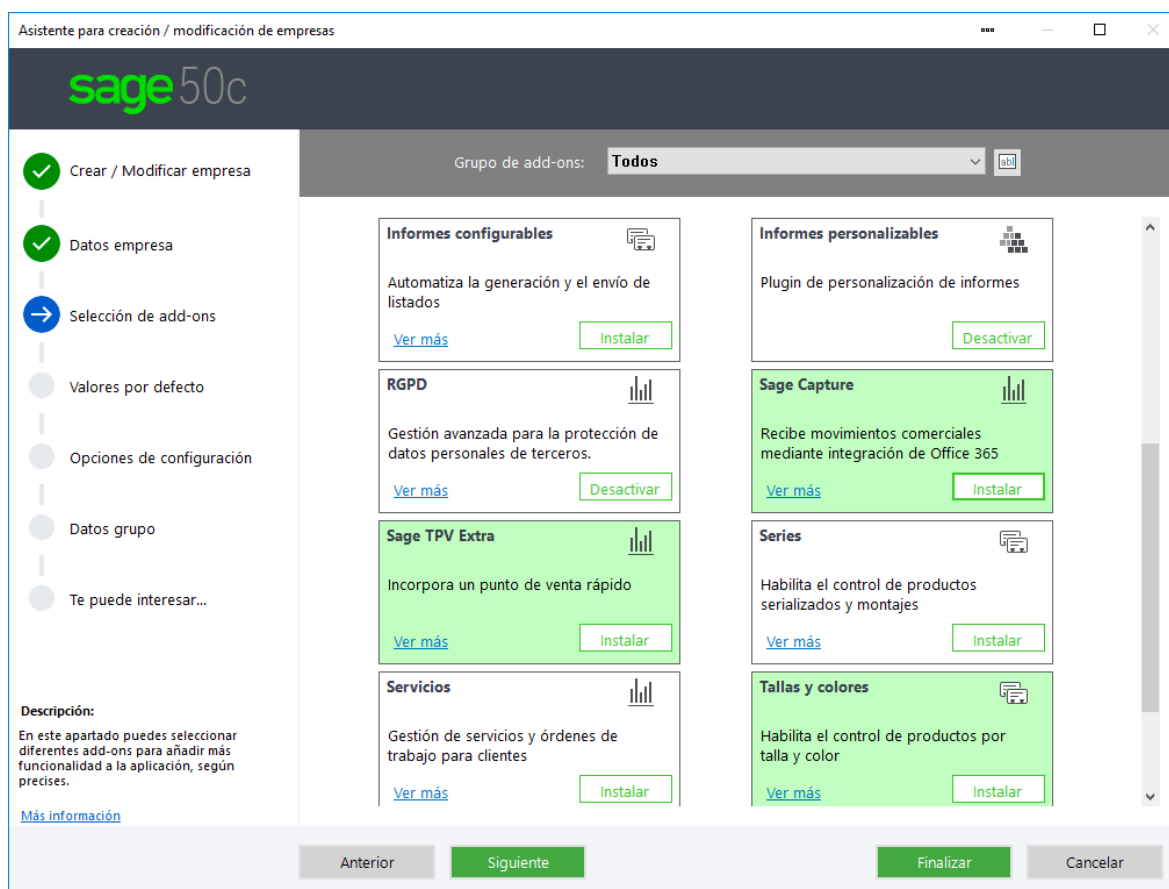 Asistente para creación / modificación de empresas
sage 50c
Crear / Modificar empresa
Datos empresa
Selección de add-ons
Valores por defecto
Opciones de configuración
Datos grupo
Te puede interesar...
Descripción:
En este apartado puedes seleccionar
diferentes add-ons para añadir más
funcionalidad a la aplicación, según
precises.
Más información
Grupo de add-ons:
Todos
abl
Informes configurables
Automatiza la generación y el envío de
listados
Ver más
Instalar
Informes personalizables
Plugin de personalización de informes
Desactivar
RGPD
Gestión avanzada para la protección de
datos personales de terceros.
Ver más
Desactivar
Sage Capture
Recibe movimientos comerciales
mediante integración de Office 365
Ver más
Instalar
Sage TPV Extra
Incorpora un punto de venta rápido
Ver más
Instalar
Series
Habilita el control de productos
serializados y montajes
Ver más
Instalar
Servicios
Gestión de servicios y órdenes de
trabajo para clientes
Ver más
Instalar
Tallas y colores
Habilita el control de productos por
talla y color
Ver más
Instalar
Anterior
Siguiente
Finalizar
Cancelar